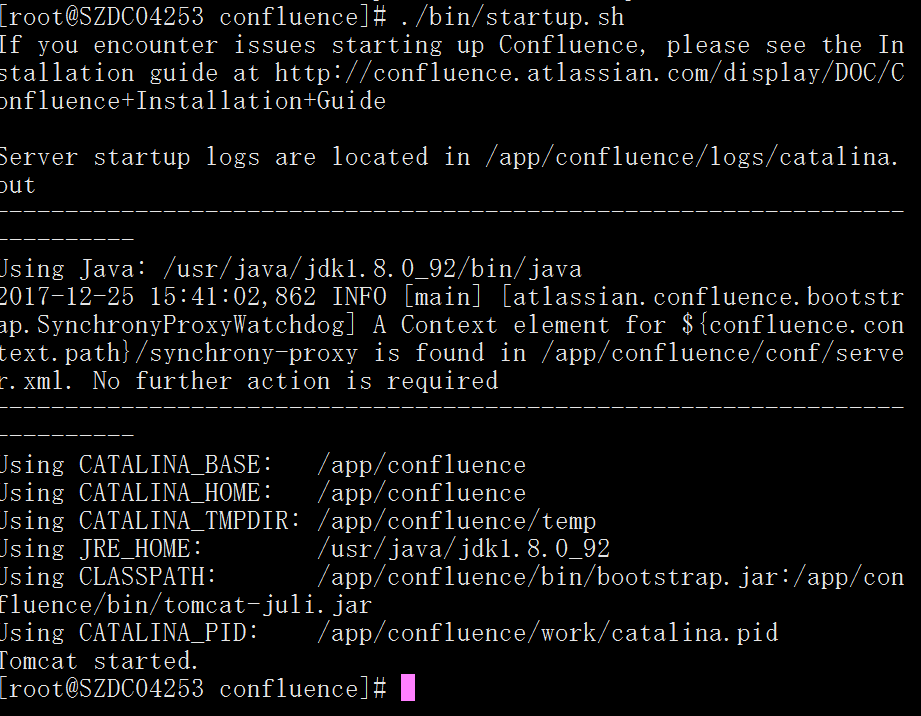 [root@SZDC04253 confluence]# ./bin/startup.sh
If you encounter issues starting up Confluence, please see the In
stallation guide at http://confluence.atlassian.com/display/DOC/C
onfluence+Installation+Guide
Server startup logs are located in /app/confluence/logs/catalina.
out
-----------------------------------------------------------------
----------
Using Java: /usr/java/jdk1.8.0_92/bin/java
2017-12-25 15:41:02,862 INFO [main] [atlassian.confluence.bootstr
ap.SynchronyProxyWatchdog] A Context element for ${confluence.con
text.path}/synchrony-proxy is found in /app/confluence/conf/serve
r.xml. No further action is required
-----------------------------------------------------------------
----------
Using CATALINA_BASE:   /app/confluence
Using CATALINA_HOME:   /app/confluence
Using CATALINA_TMPDIR: /app/confluence/temp
Using JRE_HOME:        /usr/java/jdk1.8.0_92
Using CLASSPATH:       /app/confluence/bin/bootstrap.jar:/app/con
fluence/bin/tomcat-juli.jar
Using CATALINA_PID:    /app/confluence/work/catalina.pid
Tomcat started.
[root@SZDC04253 confluence]#